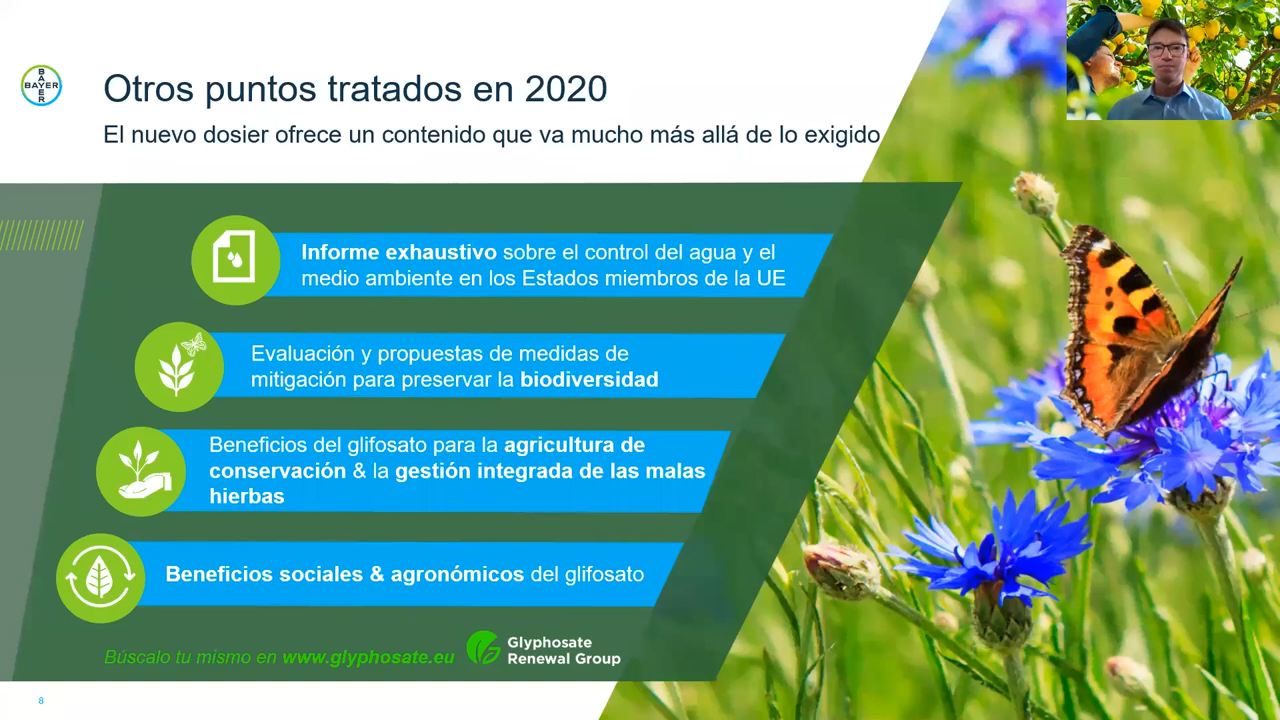 BAYER
BAYER
Otros puntos tratados en 2020
El nuevo dosier ofrece un contenido que va mucho más allá de lo exigido
Informe exhaustivo sobre el control del agua y el
medio ambiente en los Estados miembros de la UE
Evaluación y propuestas de medidas de
mitigación para preservar la biodiversidad
Beneficios del glifosato para la agricultura de
conservación & la gestión integrada de las malas
hierbas
Beneficios sociales & agronómicos del glifosato
Búscalo tu mismo en www.glyphosate.eu
Glyphosate
Renewal Group
8